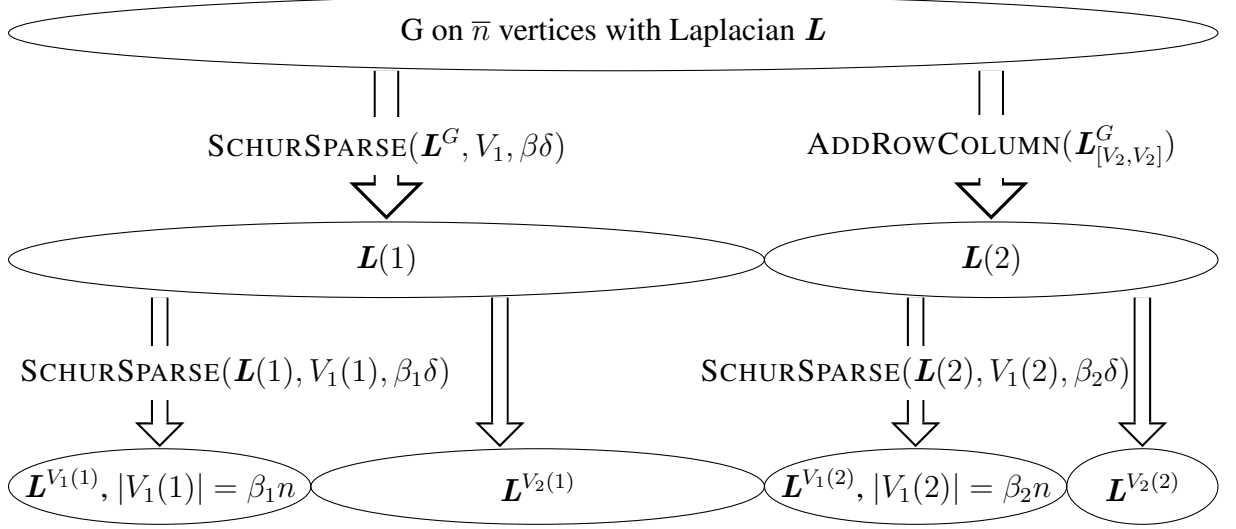 G on n̅ vertices with Laplacian L
SCHURSPARSE(L^G, V_1, βδ)
ADDROWCOLUMN(L^G_{[V_2,V_2]})
L(1)
L(2)
SCHURSPARSE(L(1), V_1(1), β_1δ)
SCHURSPARSE(L(2), V_1(2), β_2δ)
L^{V_1(1)}, |V_1(1)| = β_1n
L^{V_2(1)}
L^{V_1(2)}, |V_1(2)| = β_2n
L^{V_2(2)}